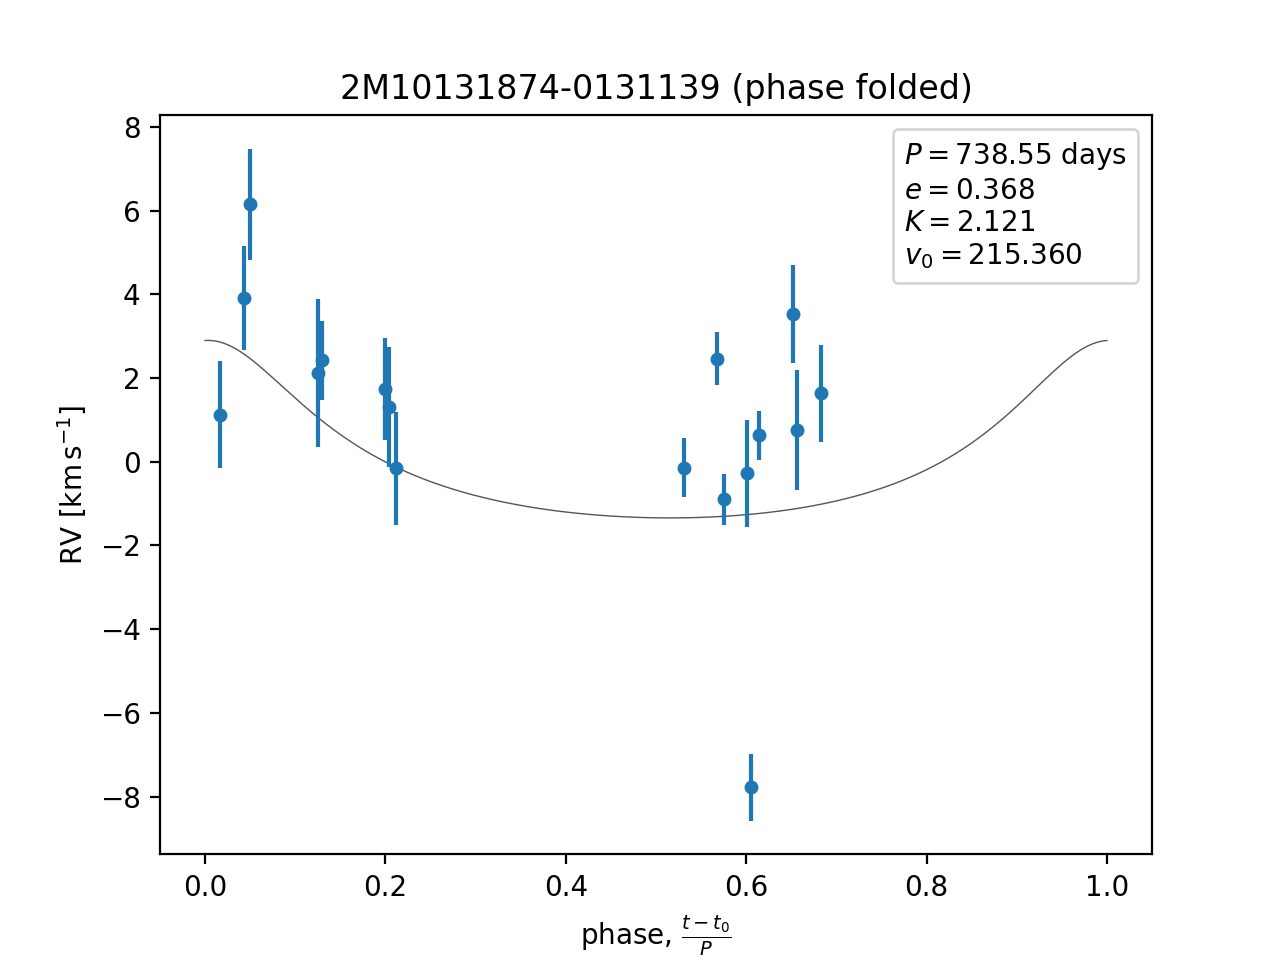 2M10131874-0131139 (phase folded)
P = 738.55 days
e = 0.368
K = 2.121
v₀ = 215.360
RV [km s⁻¹]
8
6
4
2
0
−2
−4
−6
−8
0.0 0.2 0.4 0.6 0.8 1.0
phase, (t − t₀)/P